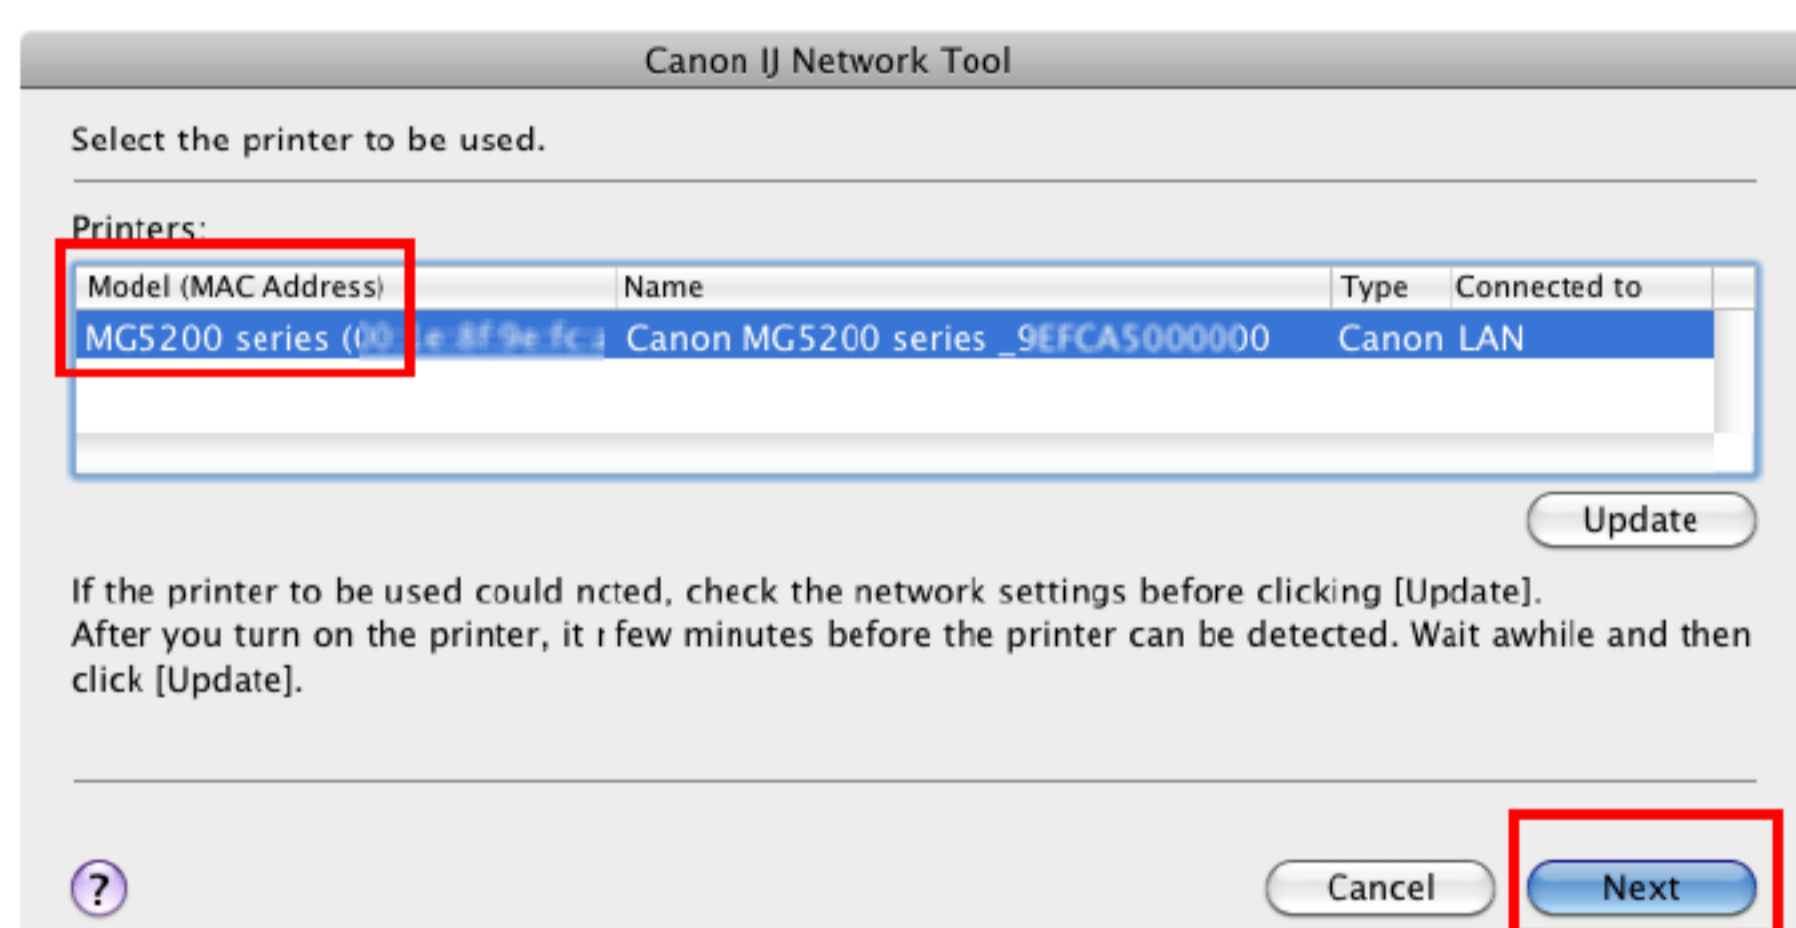 Canon IJ Network Tool
Select the printer to be used.
Printers:
Model (MAC Address) Name Type Connected to
MG5200 series ( Canon MG5200 series _9EFCA5000000 Canon LAN
Update
If the printer to be used could ncted, check the network settings before clicking [Update].
After you turn on the printer, it r few minutes before the printer can be detected. Wait awhile and then
click [Update].
?
Cancel
Next